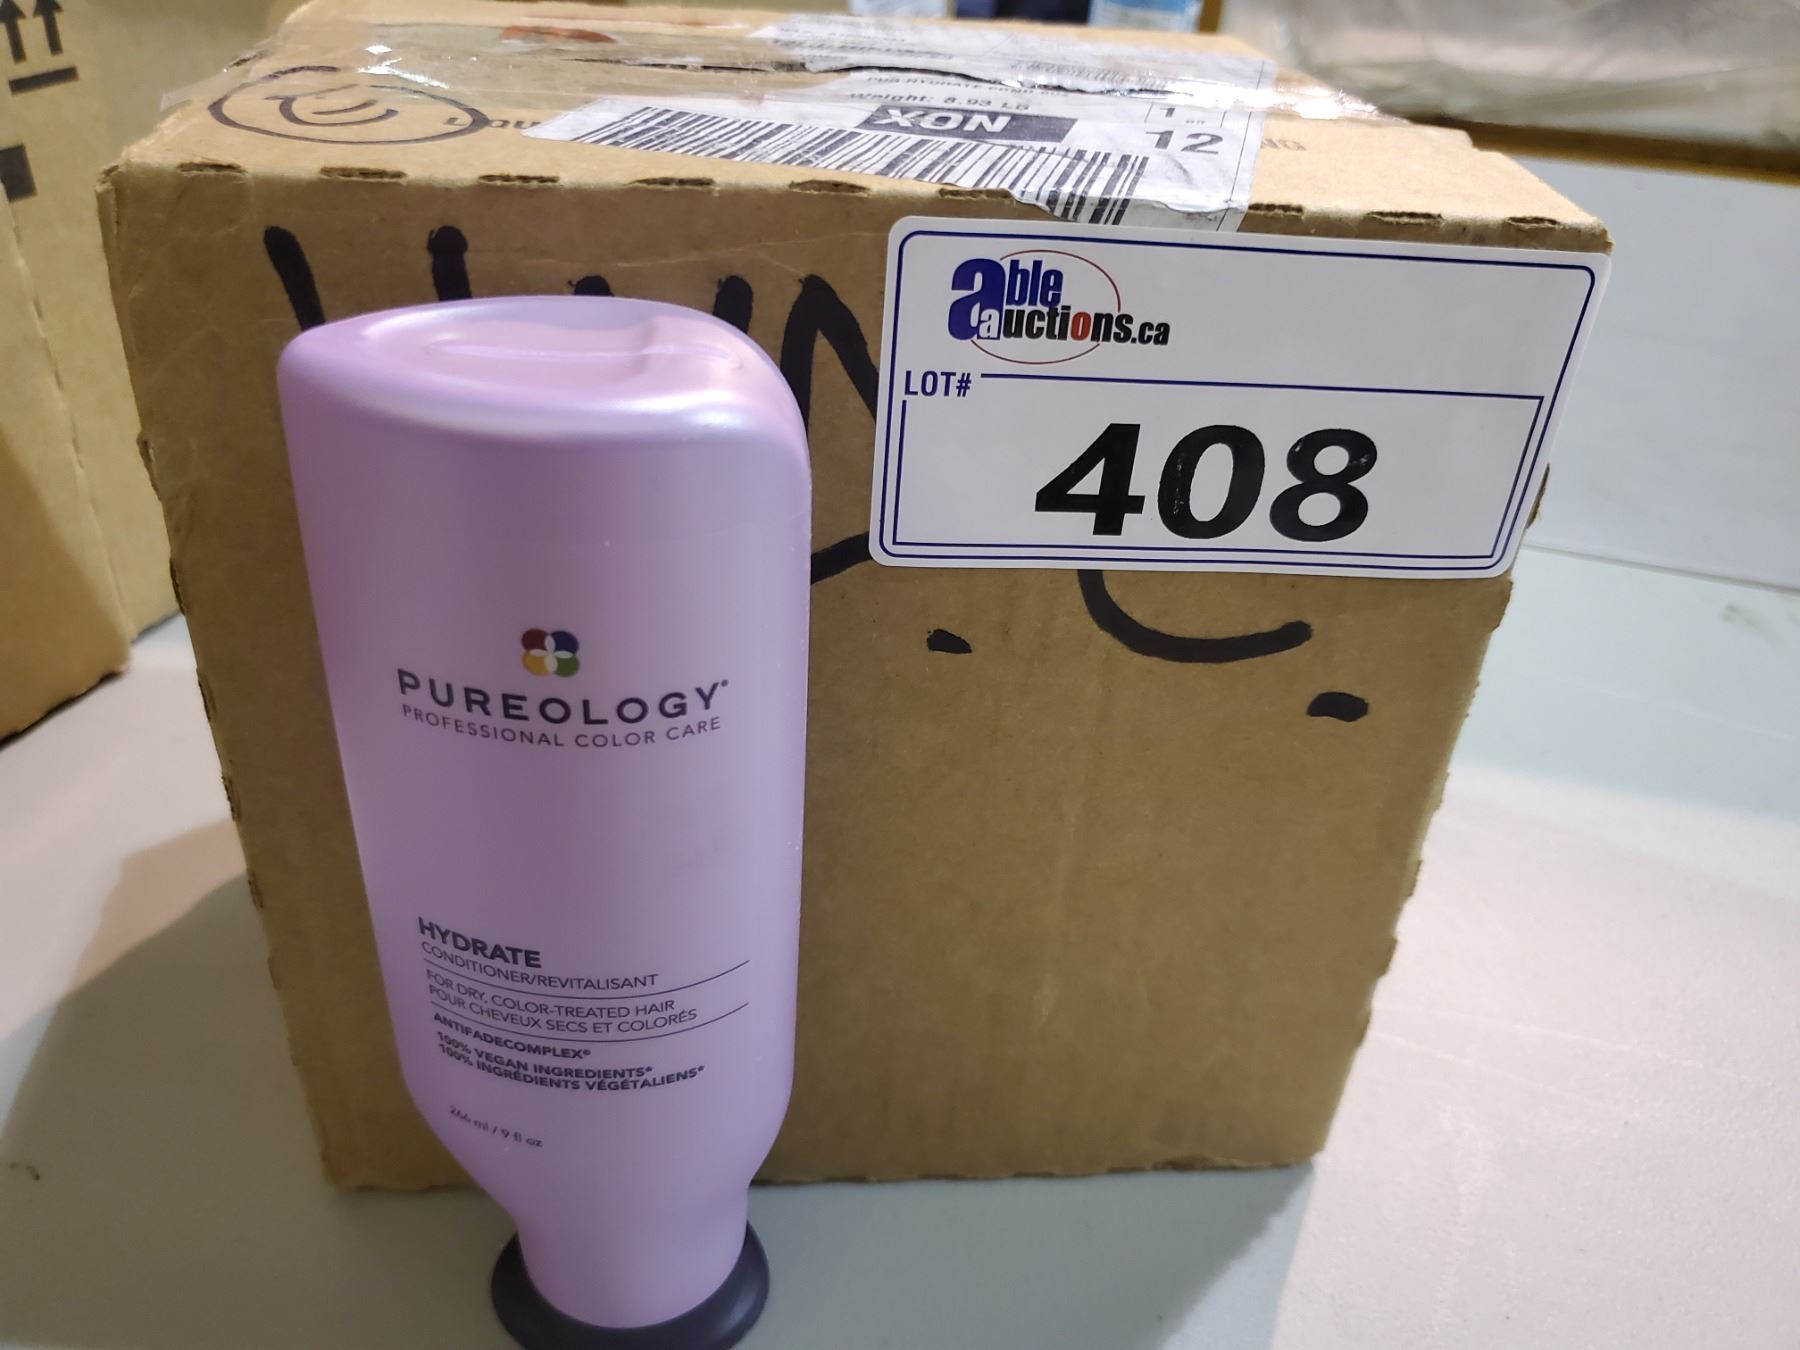 Weight: 8.93 LB
XON
12
able
auctions.ca
LOT#
408
PUREOLOGY®
PROFESSIONAL COLOR CARE
HYDRATE
CONDITIONER/REVITALISANT
FOR DRY, COLOR-TREATED HAIR
POUR CHEVEUX SECS ET COLORÉS
ANTIFADECOMPLEX®
100% VEGAN INGREDIENTS*
100% INGRÉDIENTS VÉGÉTALIENS*
266 ml / 9 fl oz